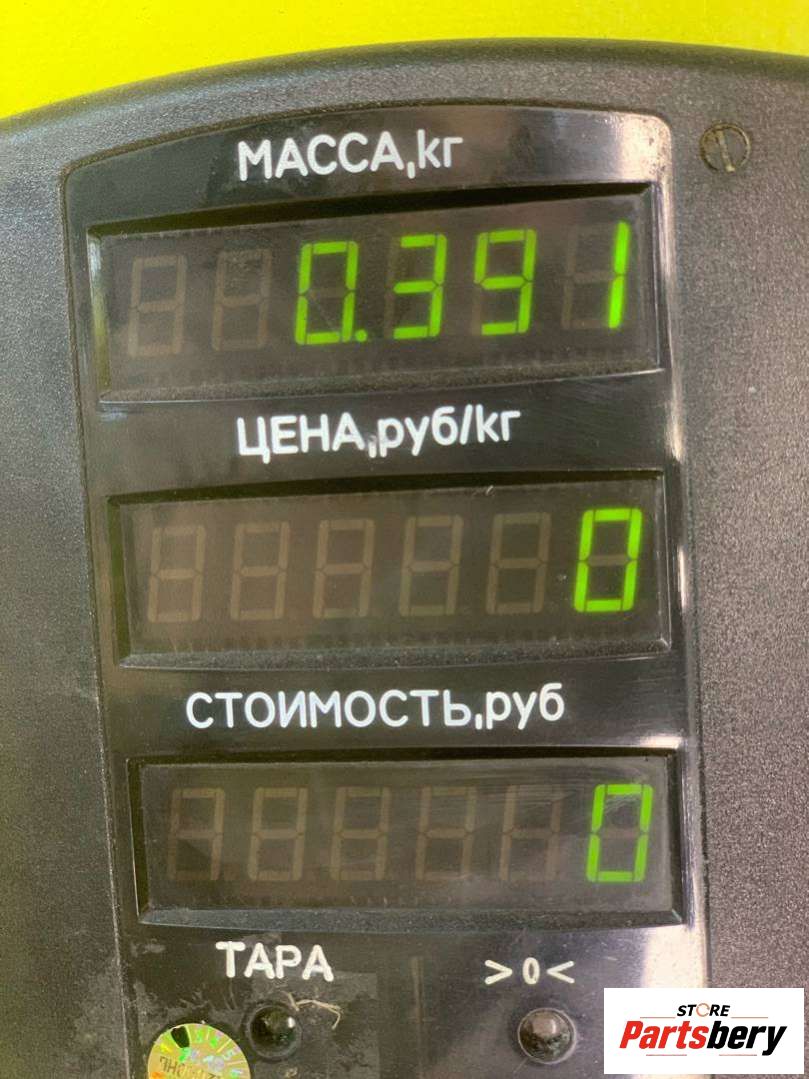 МАССА,кг
0.391
ЦЕНА,руб/кг
0
СТОИМОСТЬ,руб
0
ТАРА >0<
STORE
Partsbery